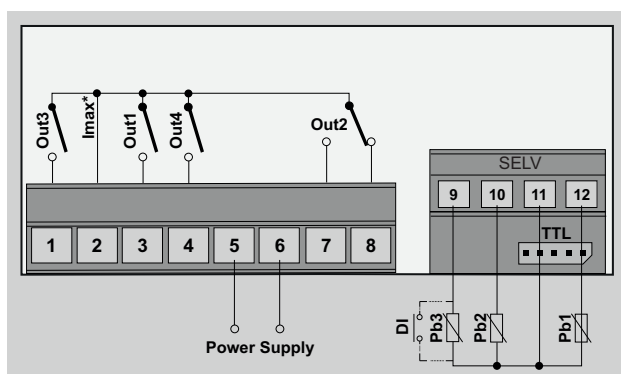 Out3
Imax*
Out1
Out4
Out2
SELV
9 10 11 12
1 2 3 4 5 6 7 8
TTL
DI
Pb3
Pb2
Pb1
Power Supply